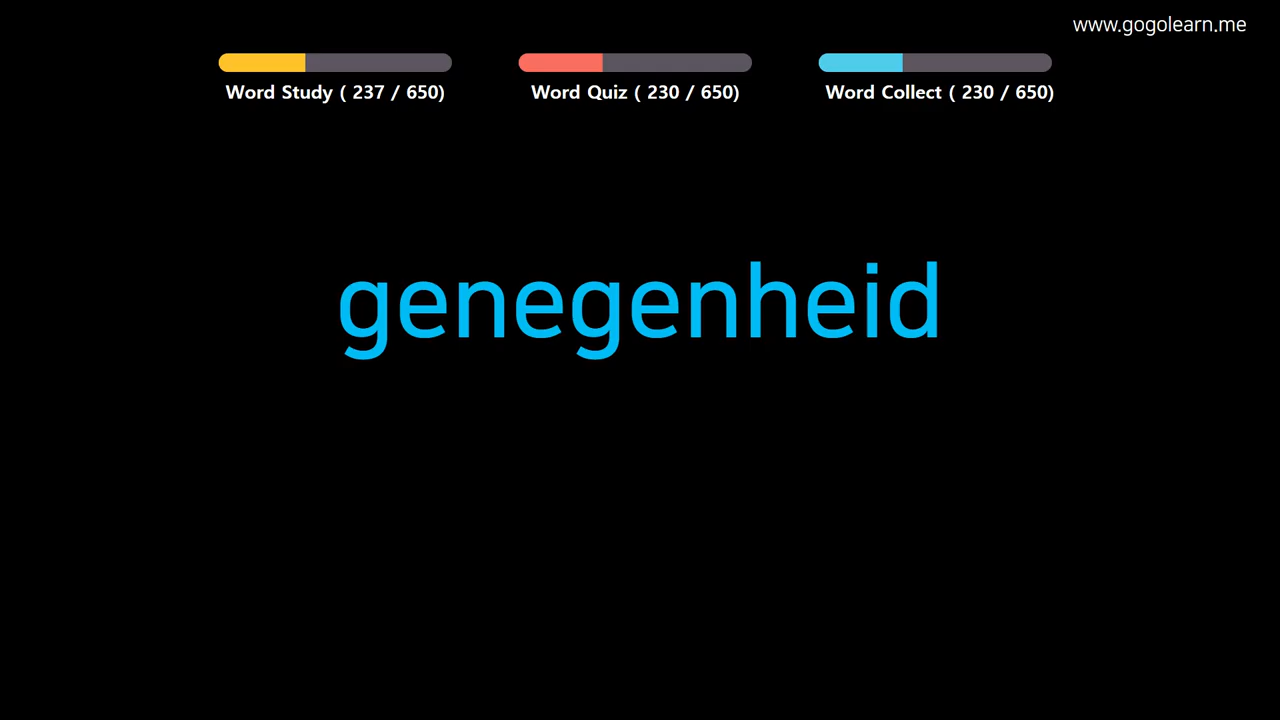 www.gogolearn.me
Word Study ( 237 / 650)
Word Quiz ( 230 / 650)
Word Collect ( 230 / 650)
genegenheid